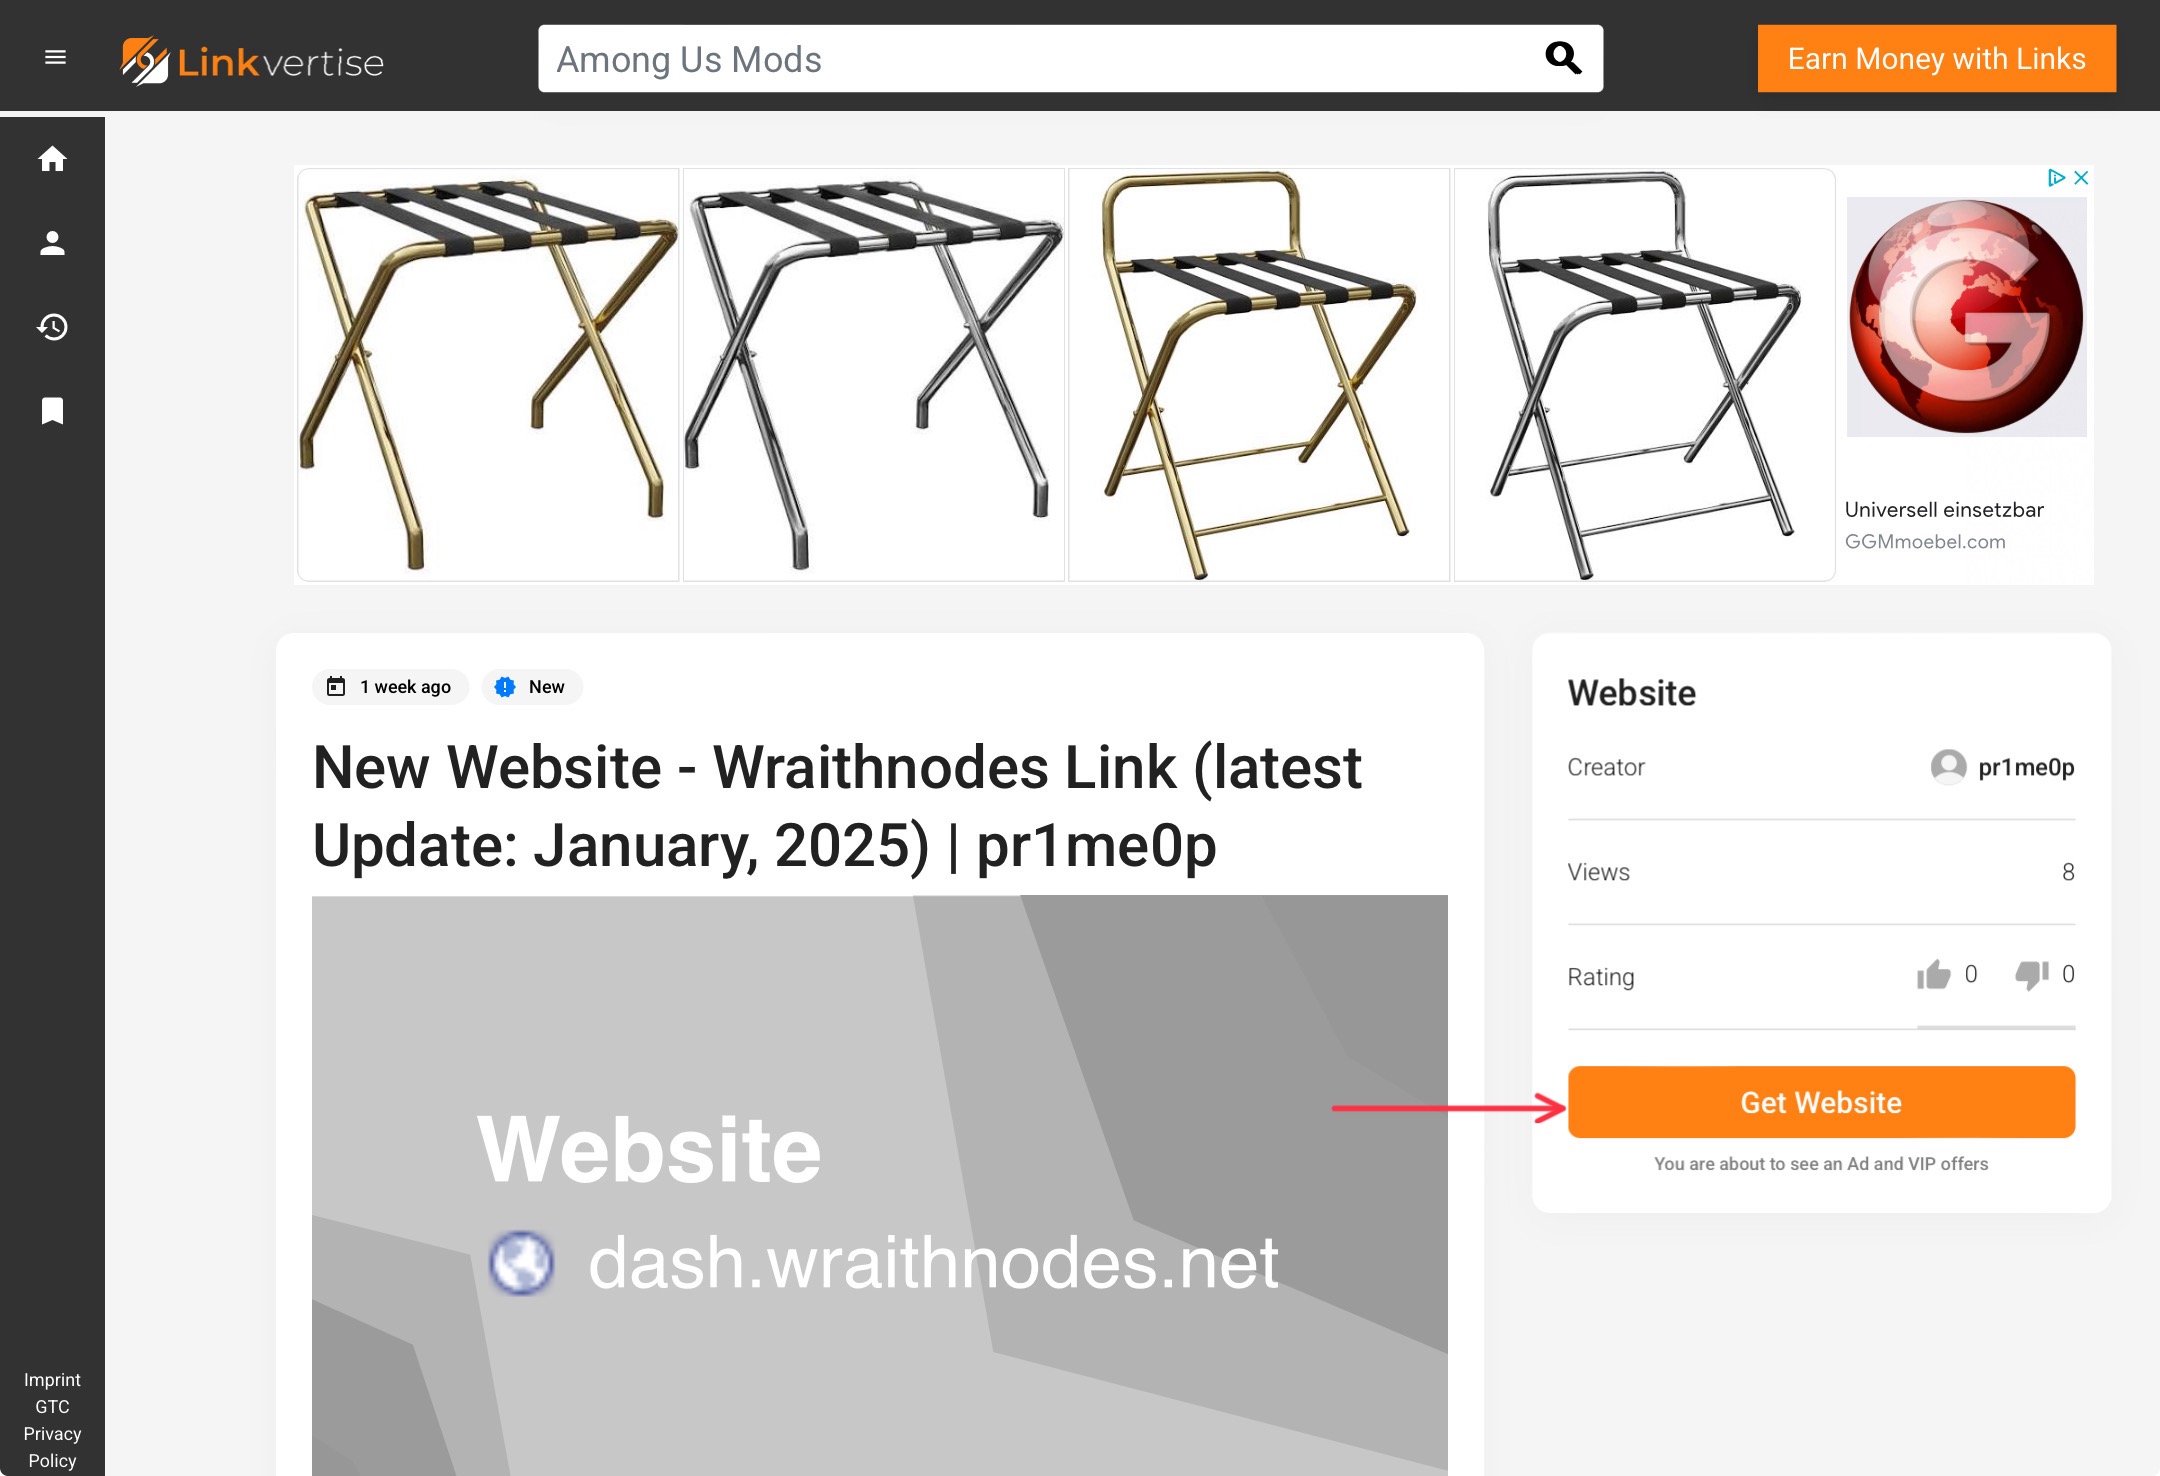 Linkvertise
Among Us Mods
Earn Money with Links
Universell einsetzbar
GGMmoebel.com
1 week ago
New
New Website - Wraithnodes Link (latest
Update: January, 2025) | pr1me0p
Website
dash.wraithnodes.net
Website
Creator
pr1me0p
Views
8
Rating
0
0
Get Website
You are about to see an Ad and VIP offers
Imprint
GTC
Privacy
Policy